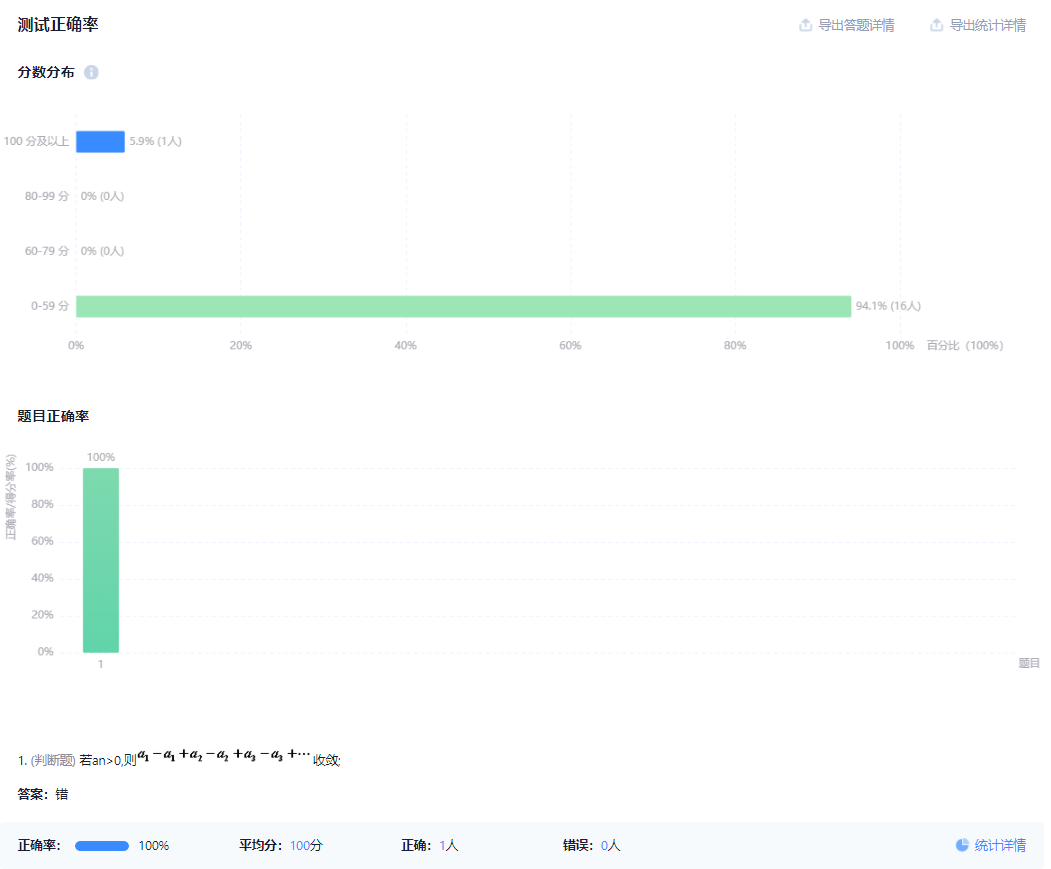 测试正确率
导出答题详情
导出统计详情
分数分布
100 分及以上
5.9% (1人)
80-99 分
0% (0人)
60-79 分
0% (0人)
0-59 分
94.1% (16人)
0%
20%
40%
60%
80%
100%
百分比（100%）
题目正确率
正确率/得分率(%)
100%
100%
80%
60%
40%
20%
0%
1
题目
1. (判断题) 若an>0,则a₁－a₁＋a₂－a₂＋a₃－a₃＋⋯ 收敛;
答案：错
正确率： 100% 平均分：100分 正确：1人 错误：0人 统计详情